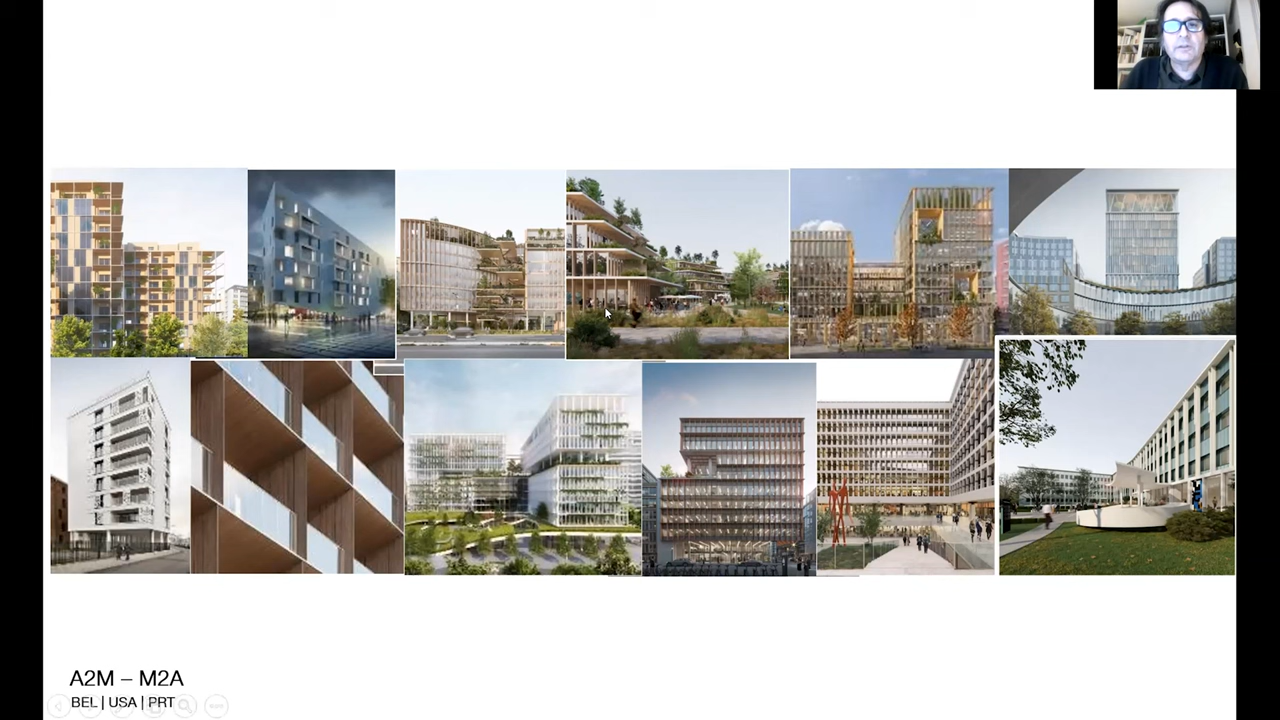 A2M – M2A
BEL | USA | PRT